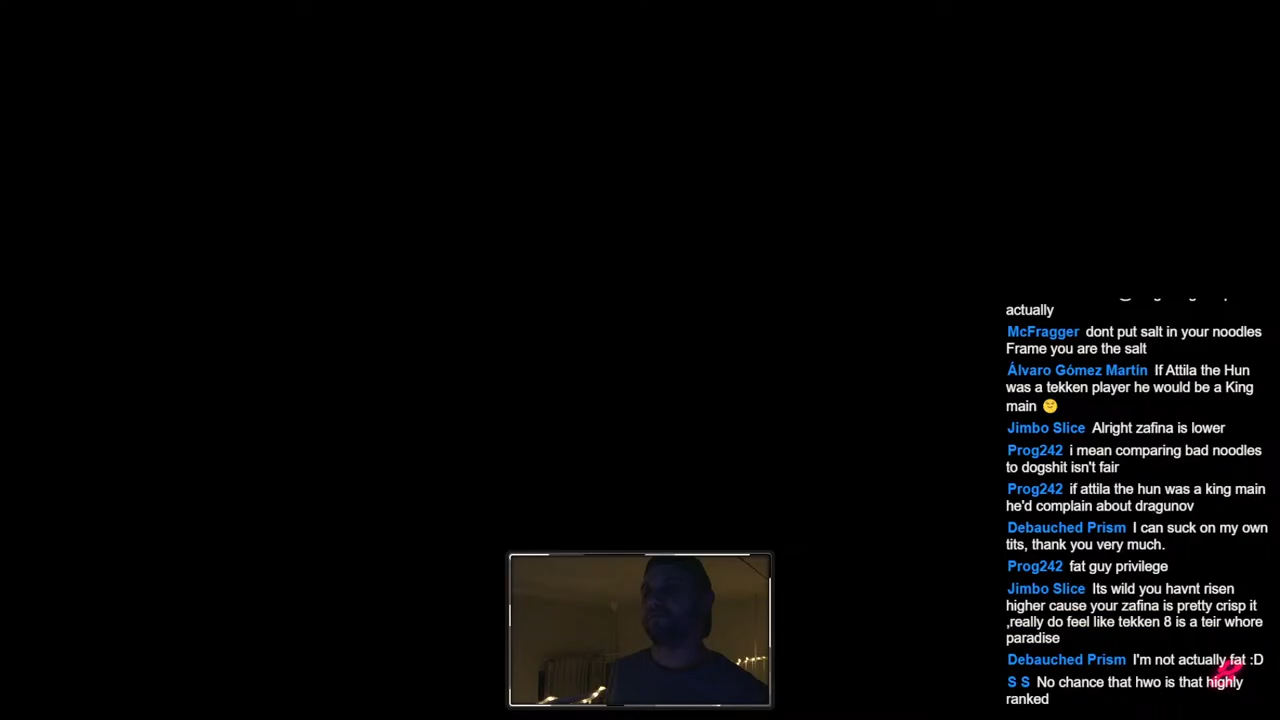 actually
McFragger dont put salt in your noodles
Frame you are the salt
Álvaro Gómez Martín If Attila the Hun
was a tekken player he would be a King
main
Jimbo Slice Alright zafina is lower
Prog242 i mean comparing bad noodles
to dogshit isn't fair
Prog242 if attila the hun was a king main
he'd complain about dragunov
Debauched Prism I can suck on my own
tits, thank you very much.
Prog242 fat guy privilege
Jimbo Slice Its wild you havnt risen
higher cause your zafina is pretty crisp it
,really do feel like tekken 8 is a teir whore
paradise
Debauched Prism I'm not actually fat :D
S S No chance that hwo is that highly
ranked